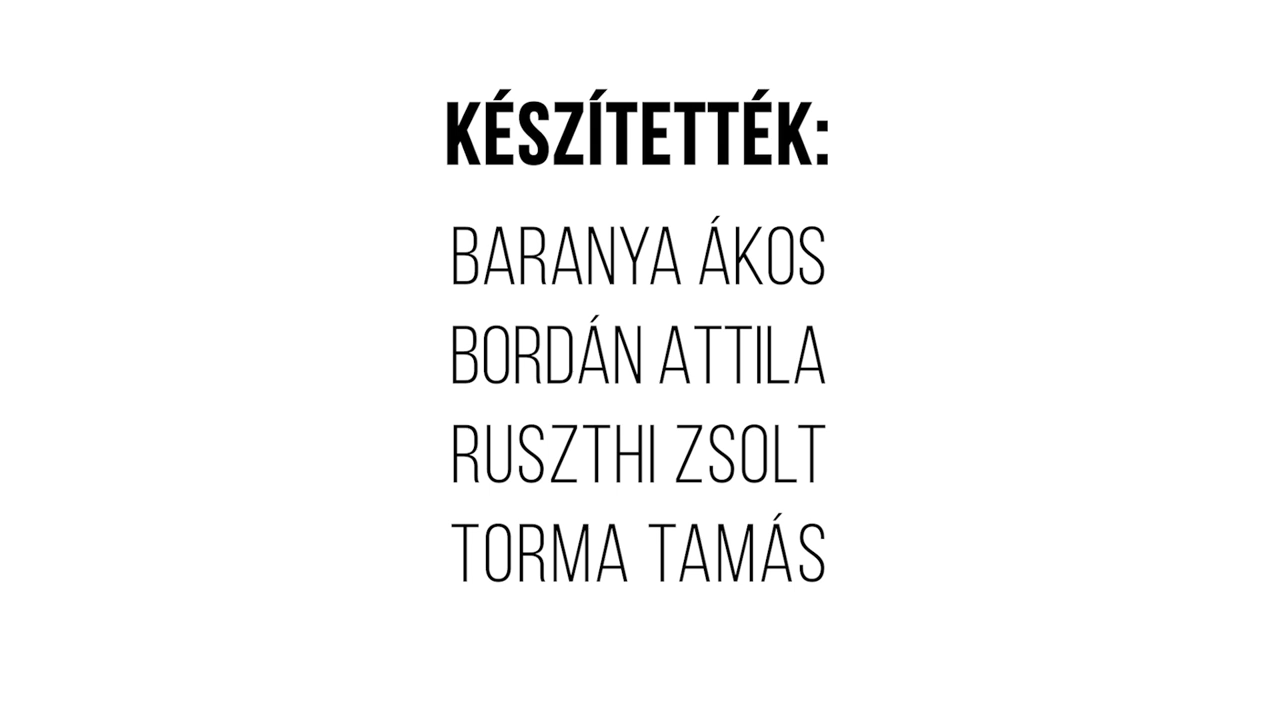 KÉSZÍTETTÉK:
BARANYA ÁKOS
BORDÁN ATTILA
RUSZTHI ZSOLT
TORMA TAMÁS